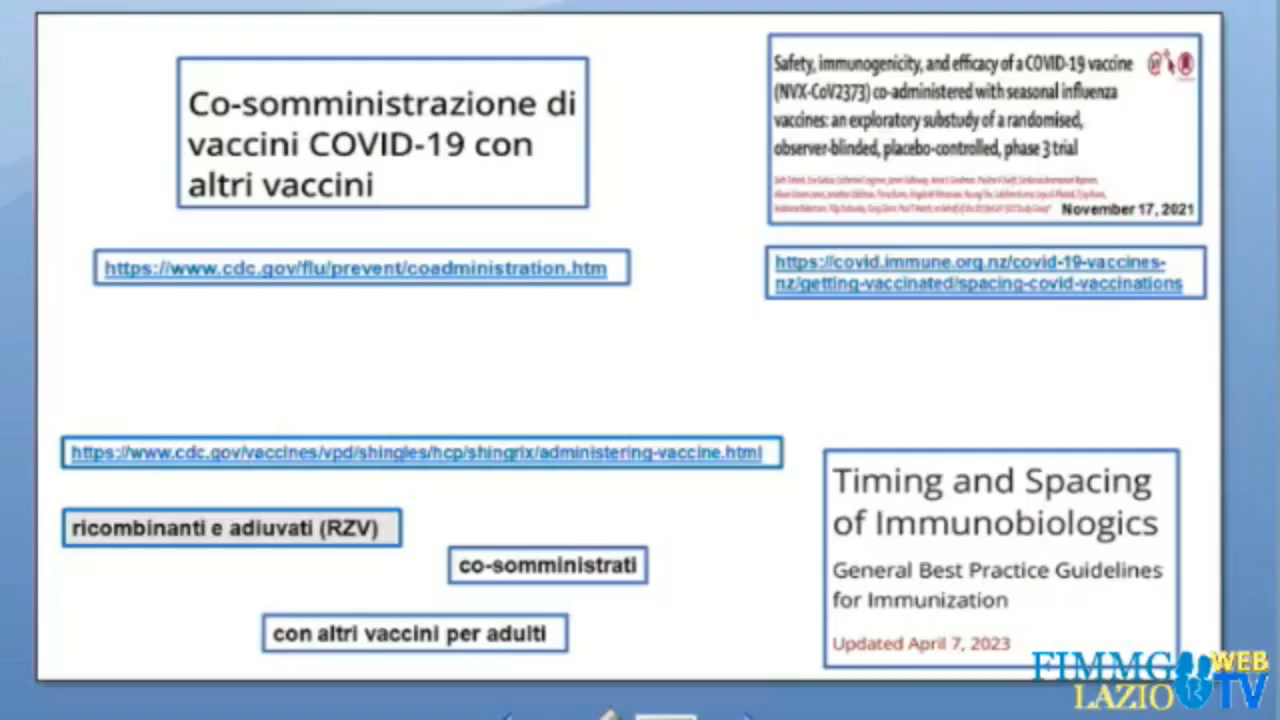 Co-somministrazione di
vaccini COVID-19 con
altri vaccini
https://www.cdc.gov/flu/prevent/coadministration.htm
Safety, immunogenicity, and efficacy of a COVID-19 vaccine
(NVX-CoV2373) co-administered with seasonal influenza
vaccines: an exploratory substudy of a randomised,
observer-blinded, placebo-controlled, phase 3 trial
November 17, 2021
https://covid.immune.org.nz/covid-19-vaccines-
nz/getting-vaccinated/spacing-covid-vaccinations
https://www.cdc.gov/vaccines/vpd/shingles/hcp/shingrix/administering-vaccine.html
ricombinanti e adiuvati (RZV)
co-somministrati
con altri vaccini per adulti
Timing and Spacing
of Immunobiologics
General Best Practice Guidelines
for Immunization
Updated April 7, 2023
FIMMG WEB
LAZIO TV